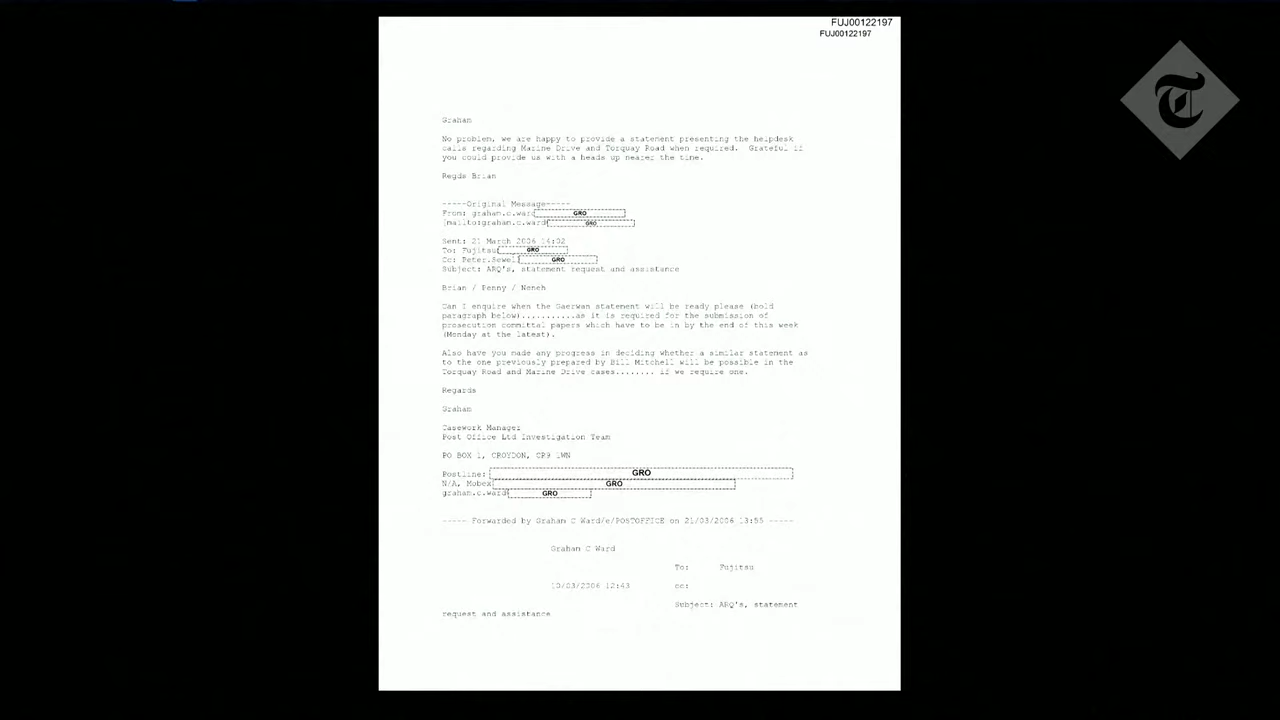 FUJ00122197
FUJ00122197
Graham
No problem, we are happy to provide a statement presenting the helpdesk
calls regarding Marine Drive and Torquay Road when required. Grateful if
you could provide us with a heads up nearer the time.
Regds Brian
-----Original Message-----
From: graham.c.ward GRO
[mailto:graham.c.ward GRO
Sent: 21 March 2006 14:02
To: Fujitsu GRO
Cc: Peter.Sewel GRO
Subject: ARQ's, statement request and assistance
Brian / Penny / Neneh
Can I enquire when the Gaerwen statement will be ready please (bold
paragraph below)...........as it is required for the submission of
prosecution committal papers which have to be in by the end of this week
(Monday at the latest).
Also have you made any progress in deciding whether a similar statement as
to the one previously prepared by Bill Mitchell will be possible in the
Torquay Road and Marine Drive cases........ if we require one.
Regards
Graham
Casework Manager
Post Office Ltd Investigation Team
PO BOX 1, CROYDON, CR9 1WN
Postline: GRO
N/A, Mobex GRO
graham.c.ward GRO
----- Forwarded by Graham C Ward/e/POSTOFFICE on 21/03/2006 13:55 -----
Graham C Ward
To: Fujitsu
10/03/2006 12:43 cc:
Subject: ARQ's, statement
request and assistance